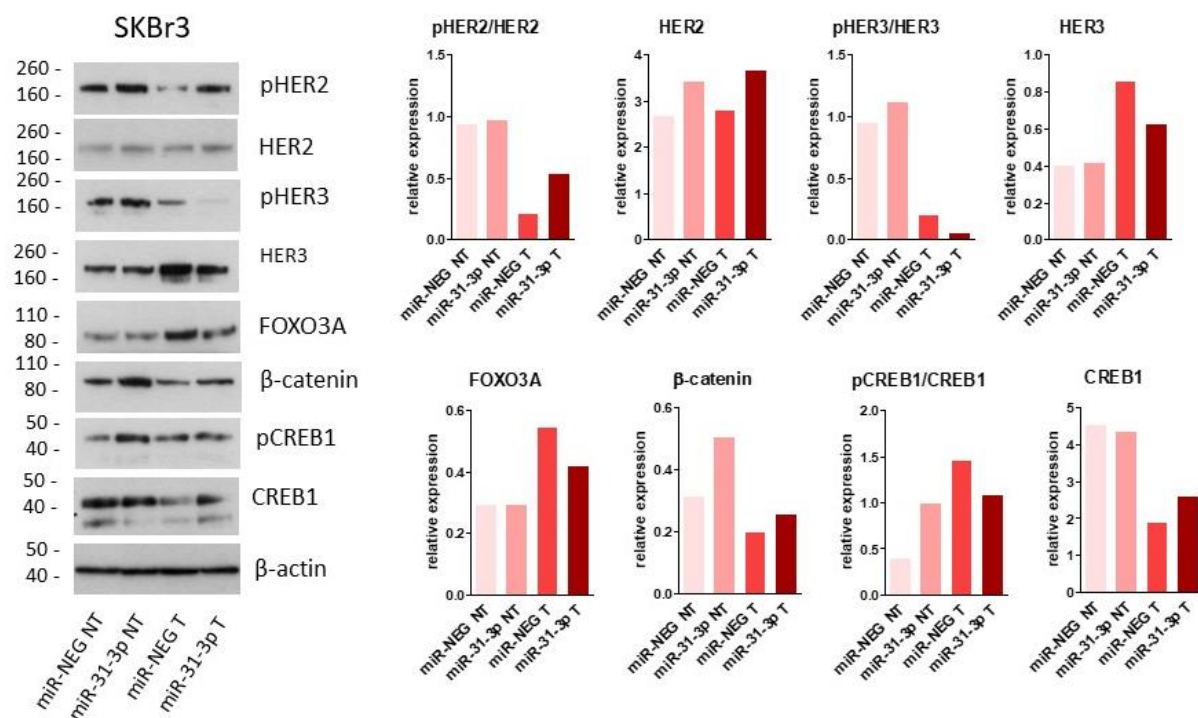 SKBr3
260 -
160 -
pHER2
260 -
160 -
HER2
260 -
160 -
pHER3
260 -
160 -
HER3
110 -
80 -
FOXO3A
110 -
80 -
β-catenin
50 -
40 -
pCREB1
50 -
40 -
CREB1
50 -
40 -
β-actin
miR-NEG NT
miR-31-3p NT
miR-NEG T
miR-31-3p T
pHER2/HER2
relative expression
1.5
1.0
0.5
0.0
miR-NEG NT
miR-31-3p NT
miR-NEG T
miR-31-3p T
HER2
relative expression
4
3
2
1
0
miR-NEG NT
miR-31-3p NT
miR-NEG T
miR-31-3p T
pHER3/HER3
relative expression
1.5
1.0
0.5
0.0
miR-NEG NT
miR-31-3p NT
miR-NEG T
miR-31-3p T
HER3
relative expression
1.0
0.8
0.6
0.4
0.2
0.0
miR-NEG NT
miR-31-3p NT
miR-NEG T
miR-31-3p T
FOXO3A
relative expression
0.6
0.4
0.2
0.0
miR-NEG NT
miR-31-3p NT
miR-NEG T
miR-31-3p T
β-catenin
relative expression
0.6
0.4
0.2
0.0
miR-NEG NT
miR-31-3p NT
miR-NEG T
miR-31-3p T
pCREB1/CREB1
relative expression
2.0
1.5
1.0
0.5
0.0
miR-NEG NT
miR-31-3p NT
miR-NEG T
miR-31-3p T
CREB1
relative expression
5
4
3
2
1
0
miR-NEG NT
miR-31-3p NT
miR-NEG T
miR-31-3p T